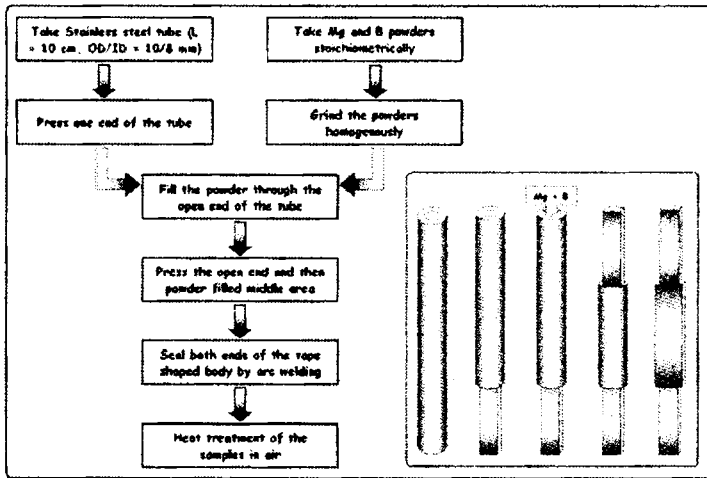 Take Stainless steel tube (L
= 10 cm, OD/ID = 10/8 mm)
Take Mg and B powders
stoichiometrically
Press one end of the tube
Grind the powders
homogenously
Fill the powder through the
open end of the tube
Mg + B
Press the open end and then
powder filled middle area
Seal both ends of the tape
shaped body by arc welding
Heat treatment of the
samples in air